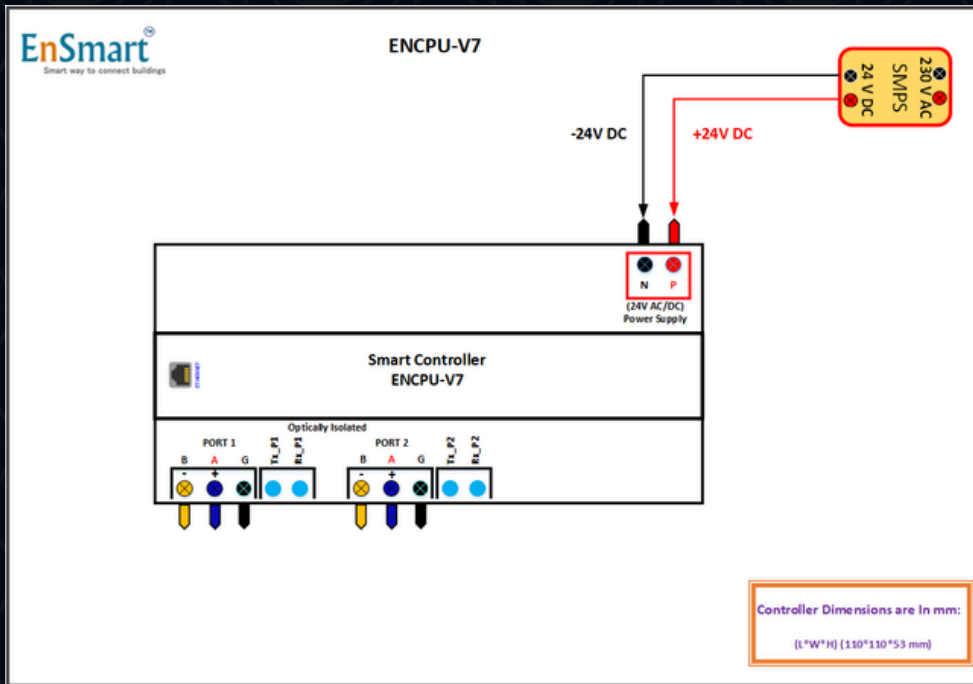 EnSmart
TM
Smart way to connect buildings
ENCPU-V7
230 V AC
SMPS
24 V DC
-24V DC
+24V DC
N P
(24V AC/DC)
Power Supply
ETHERNET
Smart Controller
ENCPU-V7
Optically Isolated
PORT 1
B A G
- +
Tx_P1
Rx_P1
PORT 2
B A G
- +
Tx_P2
Rx_P2
Controller Dimensions are In mm:
(L*W*H) (110*110*53 mm)